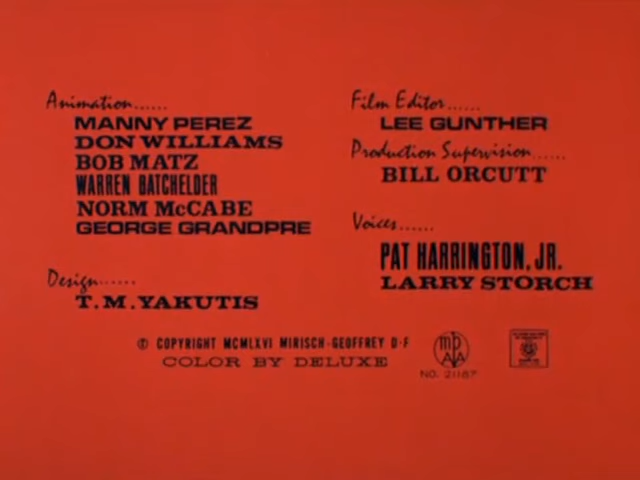 Animation......
MANNY PEREZ
DON WILLIAMS
BOB MATZ
WARREN BATCHELDER
NORM McCABE
GEORGE GRANDPRE
Design......
T.M. YAKUTIS
Film Editor......
LEE GUNTHER
Production Supervision......
BILL ORCUTT
Voices......
PAT HARRINGTON, JR.
LARRY STORCH
© COPYRIGHT MCMLXVI MIRISCH-GEOFFREY D-F
COLOR BY DELUXE
MPAA
NO. 21187